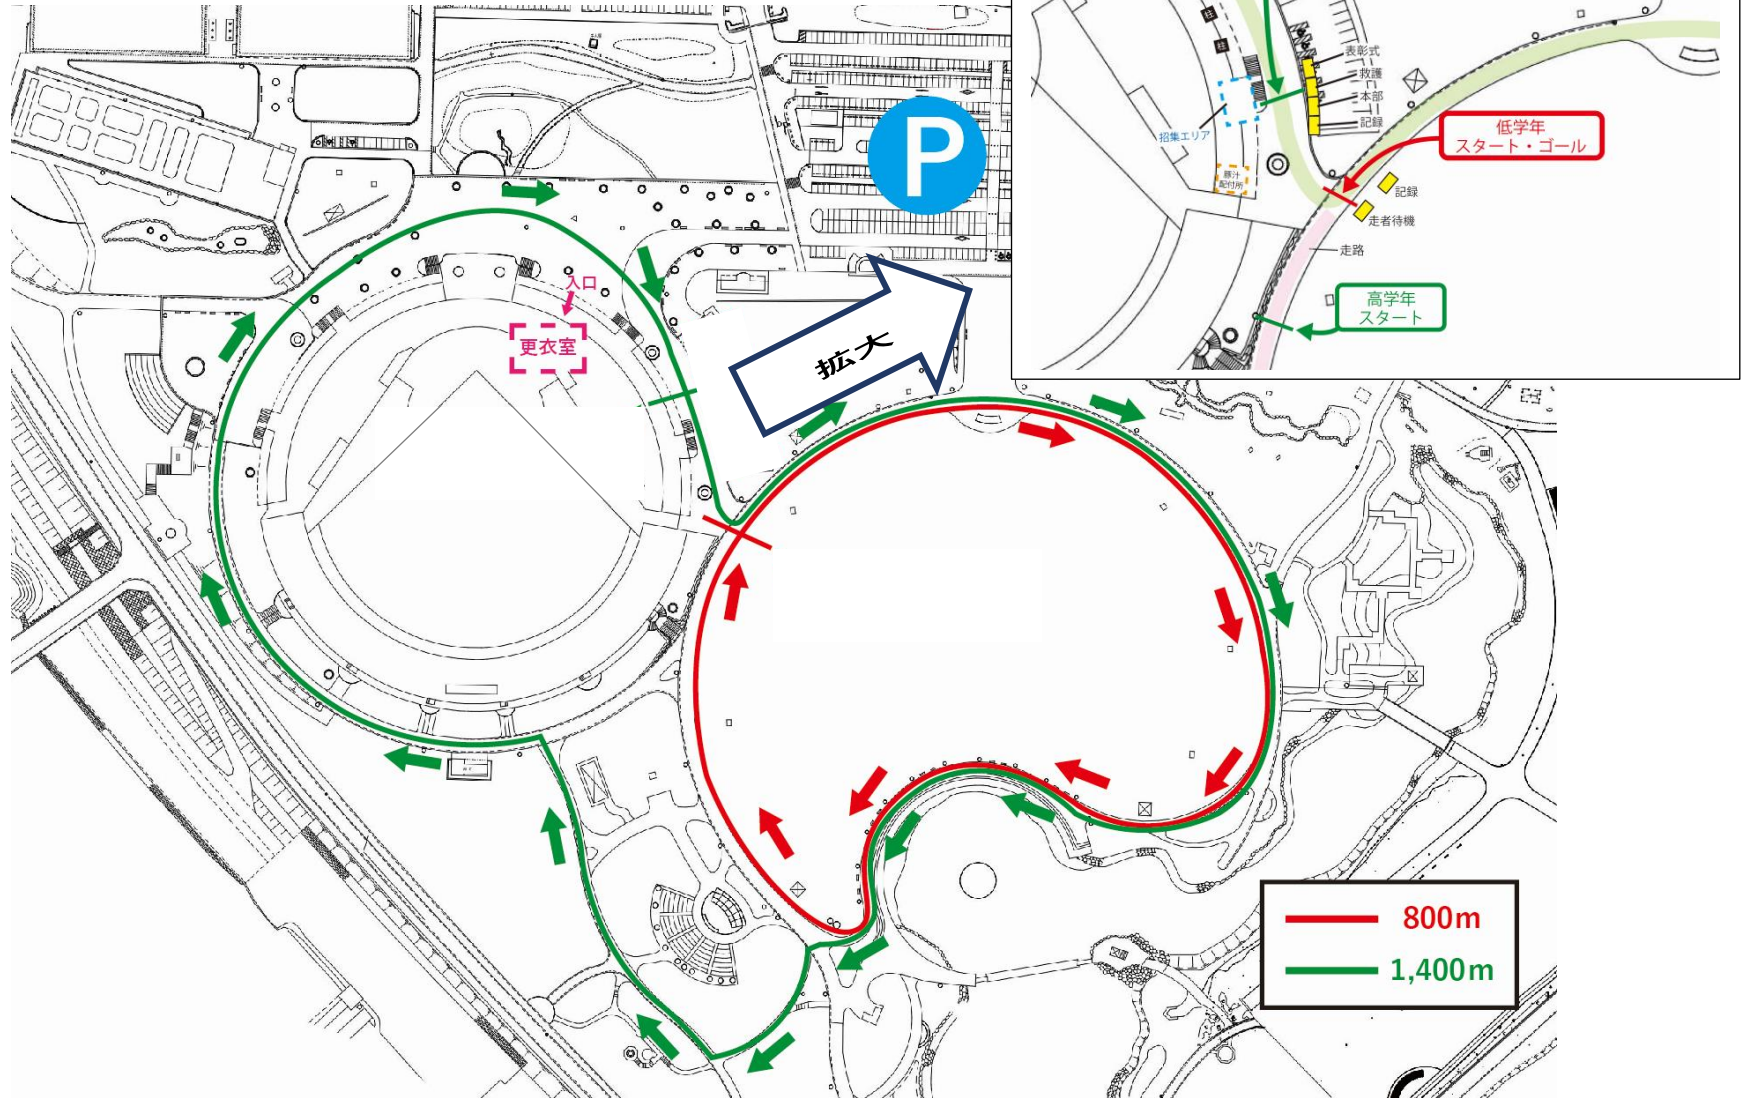 P
入口
更衣室
拡大
表彰式
救護
本部
記録
招集エリア
豚汁
配付所
低学年
スタート・ゴール
記録
走者待機
走路
高学年
スタート
800m
1,400m